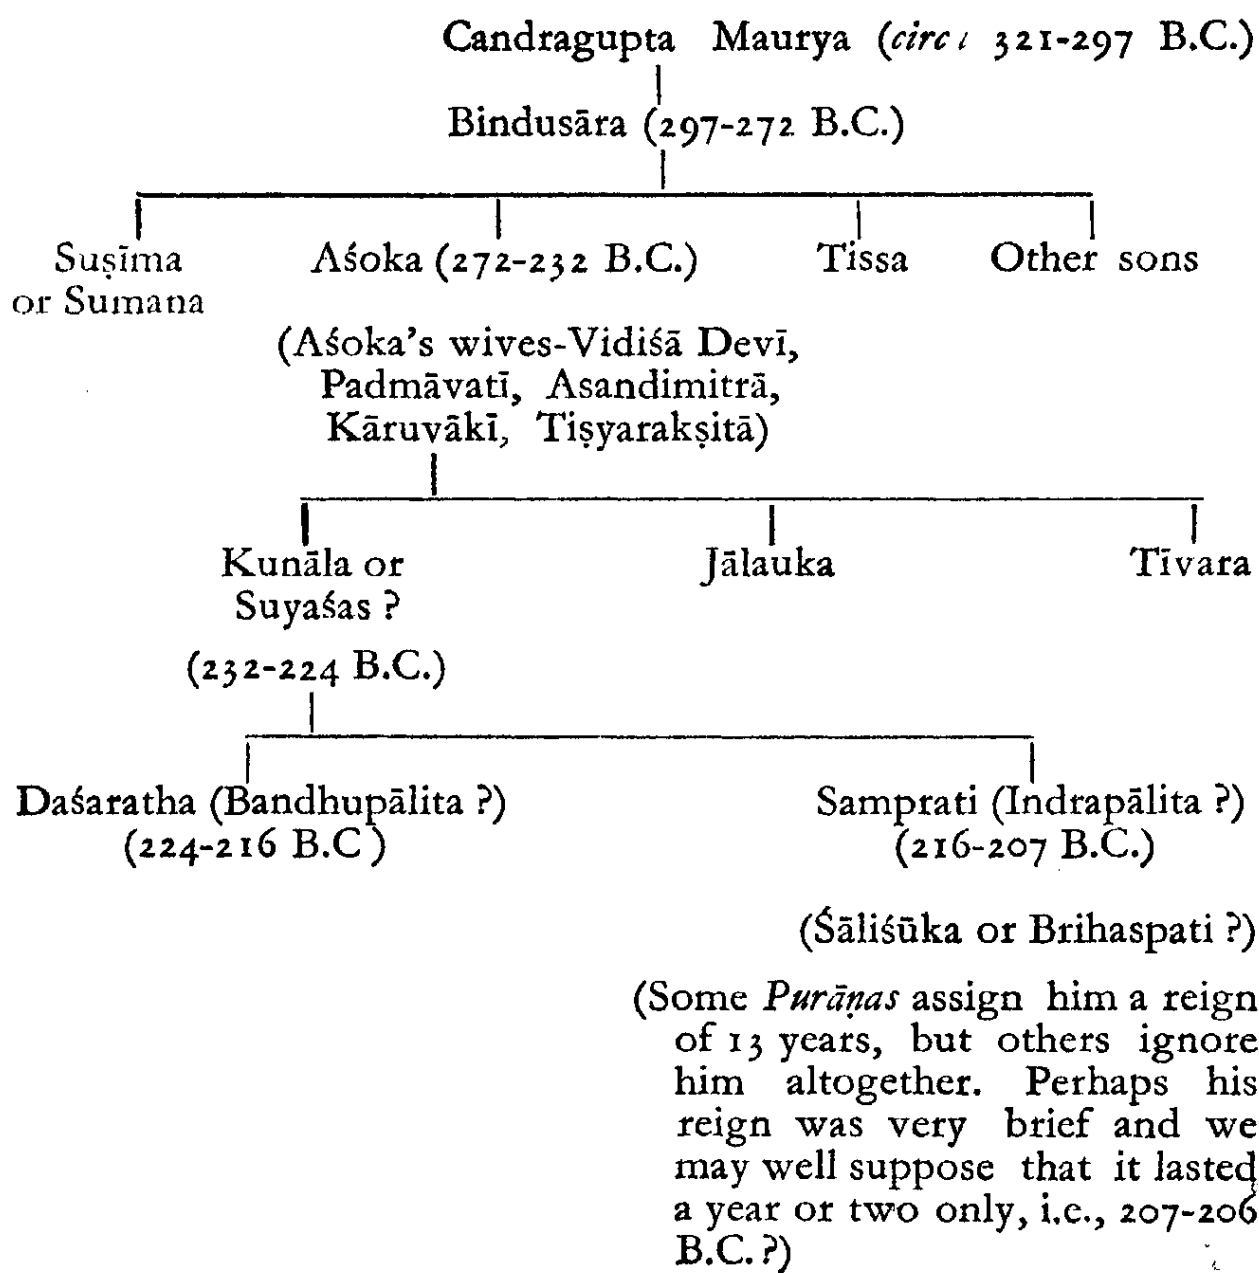 Candragupta Maurya (circ 321-297 B.C.)
Bindusāra (297-272 B.C.)
Suṣīma Aśoka (272-232 B.C.) Tissa Other sons
or Sumana
(Aśoka’s wives-Vidiśā Devī,
Padmāvatī, Asandimitrā,
Kāruvākī, Tiṣyarakṣitā)
Kunāla or Jālauka Tīvara
Suyaśas ?
(232-224 B.C.)
Daśaratha (Bandhupālita ?) Samprati (Indrapālita ?)
(224-216 B.C ) (216-207 B.C.)
(Śāliśūka or Brihaspati ?)
(Some Purāṇas assign him a reign
of 13 years, but others ignore
him altogether. Perhaps his
reign was very brief and we
may well suppose that it lasted
a year or two only, i.e., 207-206
B.C. ?)